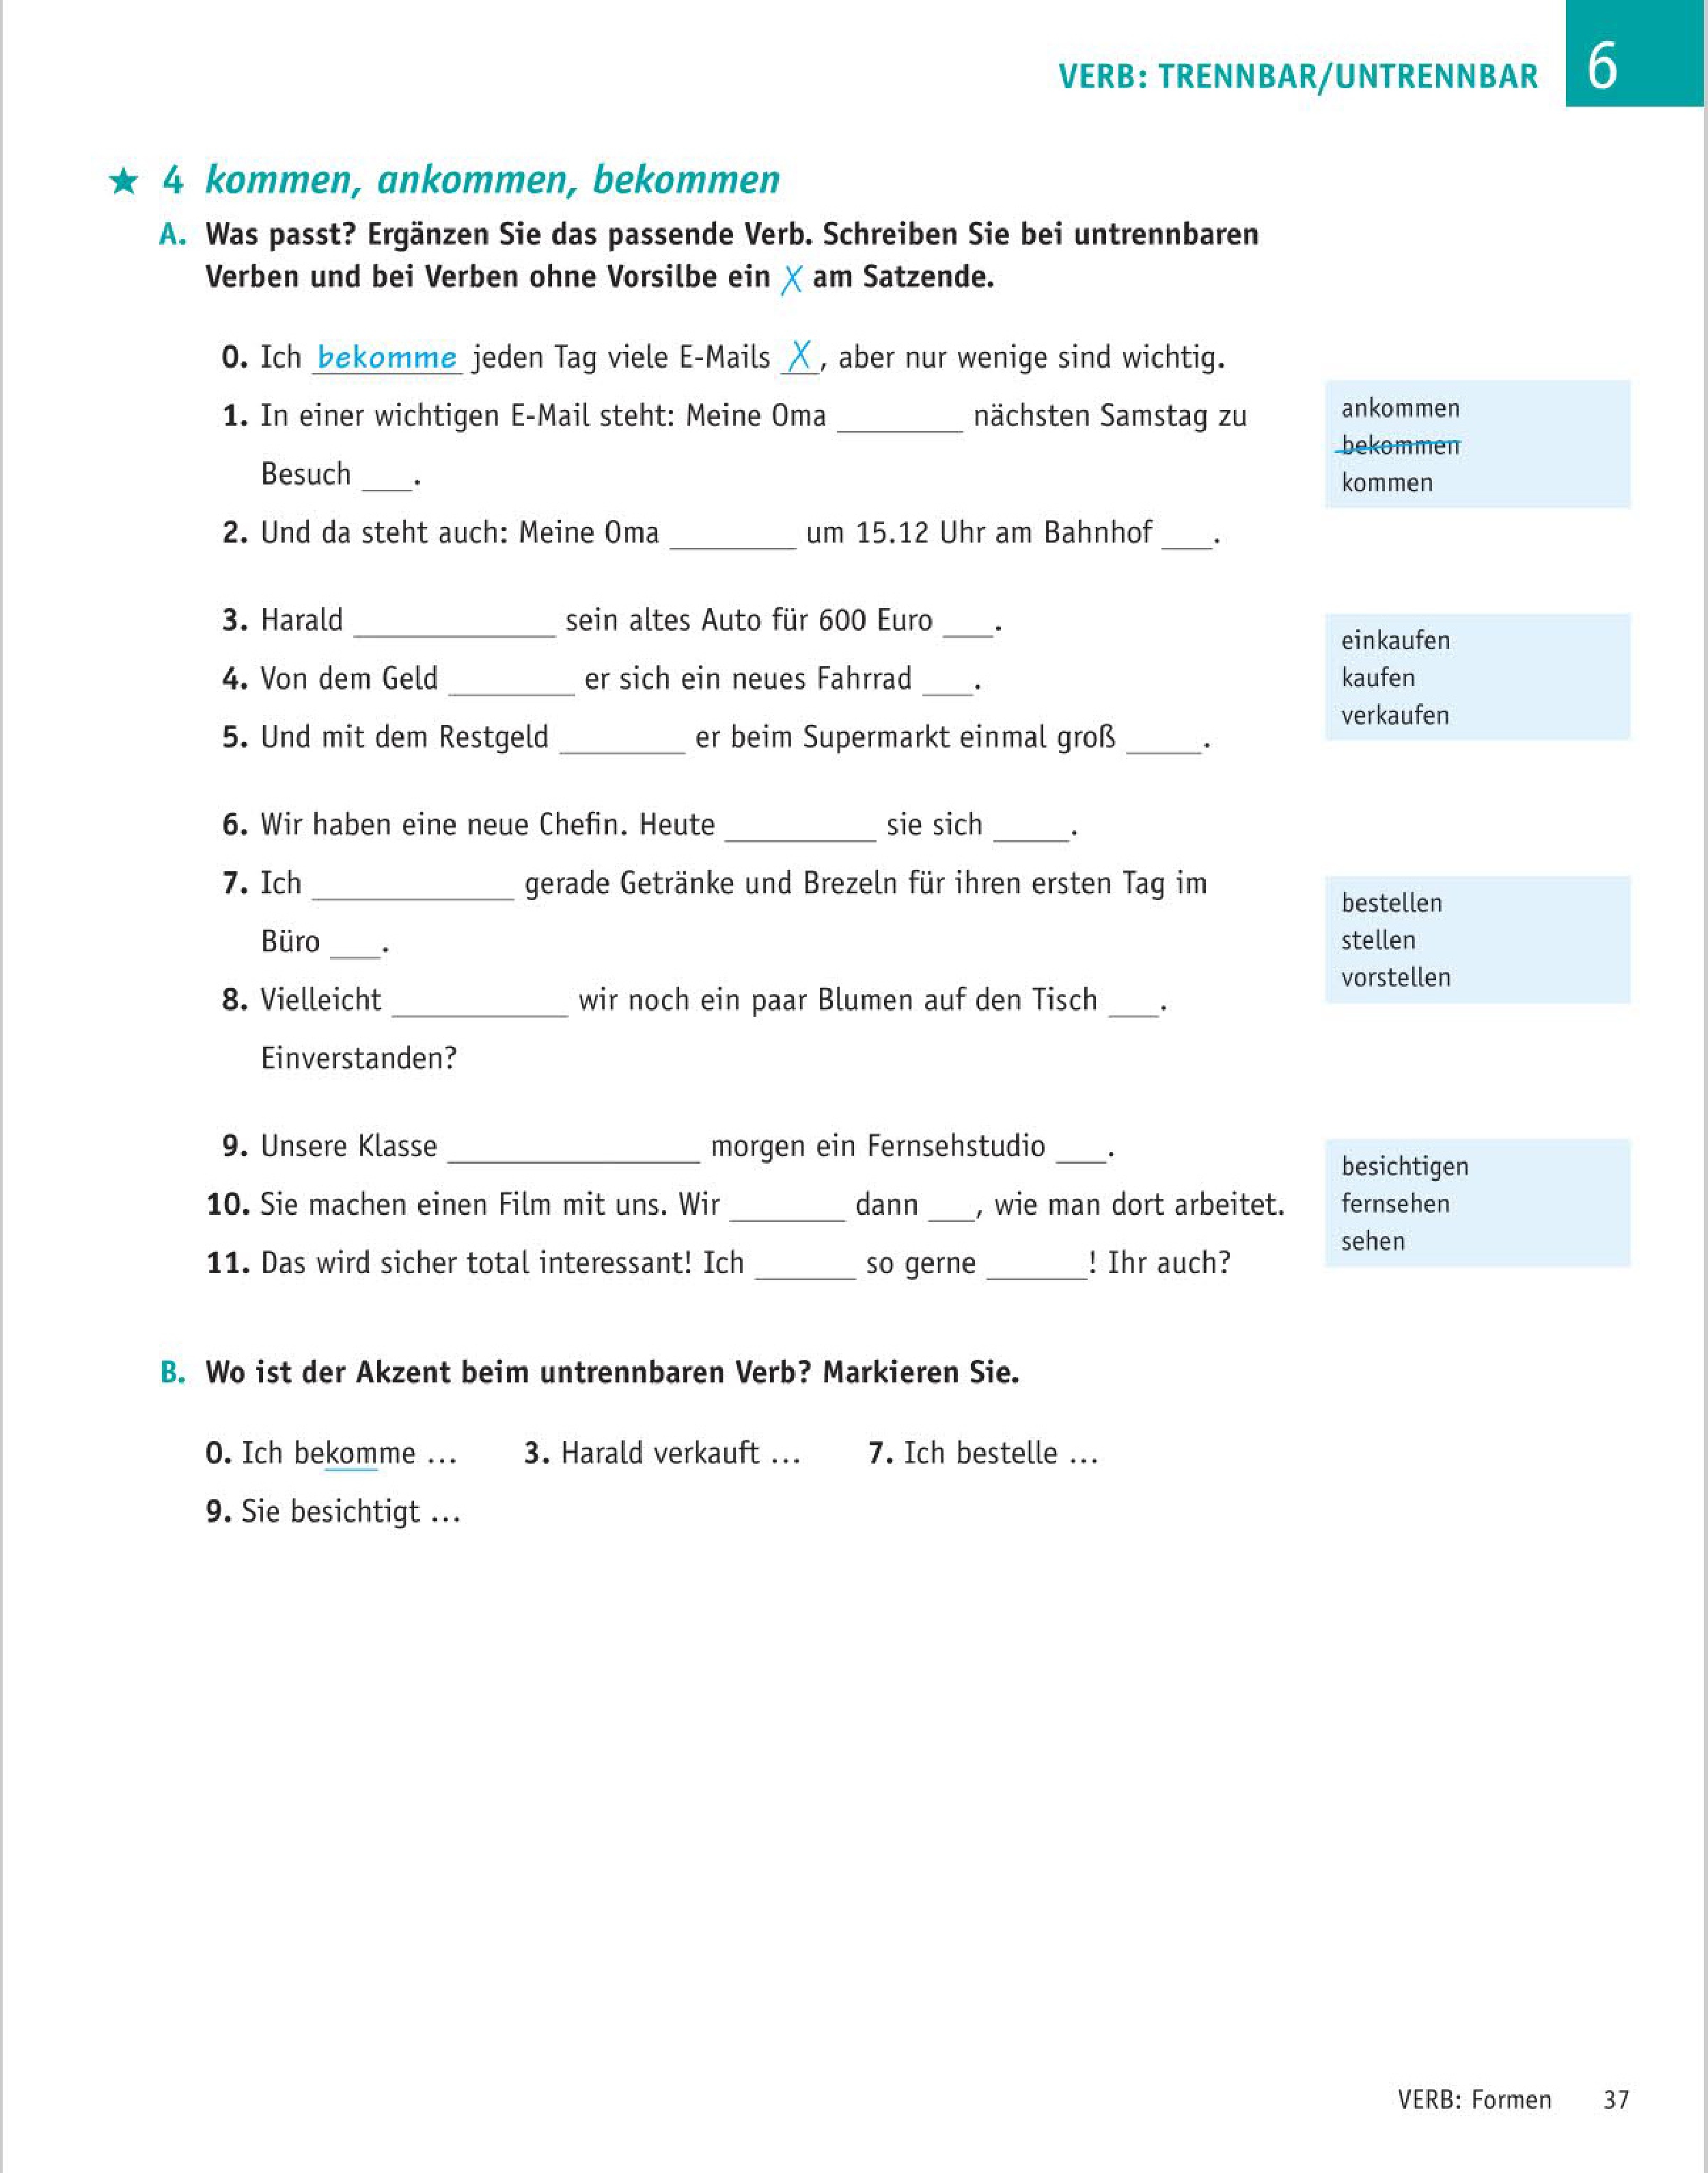 VERB: TRENNBAR/UNTRENNBAR 6
★ 4 kommen, ankommen, bekommen
A. Was passt? Ergänzen Sie das passende Verb. Schreiben Sie bei untrennbaren
Verben und bei Verben ohne Vorsilbe ein X am Satzende.
0. Ich bekomme jeden Tag viele E-Mails X, aber nur wenige sind wichtig.
1. In einer wichtigen E-Mail steht: Meine Oma ________ nächsten Samstag zu
Besuch ___.
2. Und da steht auch: Meine Oma ________ um 15.12 Uhr am Bahnhof ___.
ankommen
bekommen
kommen
3. Harald ____________ sein altes Auto für 600 Euro ___.
4. Von dem Geld ________ er sich ein neues Fahrrad ___.
5. Und mit dem Restgeld ________ er beim Supermarkt einmal groß _____.
einkaufen
kaufen
verkaufen
6. Wir haben eine neue Chefin. Heute _________ sie sich _____.
7. Ich ____________ gerade Getränke und Brezeln für ihren ersten Tag im
Büro ___.
8. Vielleicht ___________ wir noch ein paar Blumen auf den Tisch ___.
Einverstanden?
bestellen
stellen
vorstellen
9. Unsere Klasse ________________ morgen ein Fernsehstudio ___.
10. Sie machen einen Film mit uns. Wir _______ dann ___, wie man dort arbeitet.
11. Das wird sicher total interessant! Ich ______ so gerne ______! Ihr auch?
besichtigen
fernsehen
sehen
B. Wo ist der Akzent beim untrennbaren Verb? Markieren Sie.
0. Ich bekomme ... 3. Harald verkauft ... 7. Ich bestelle ...
9. Sie besichtigt ...
VERB: Formen 37